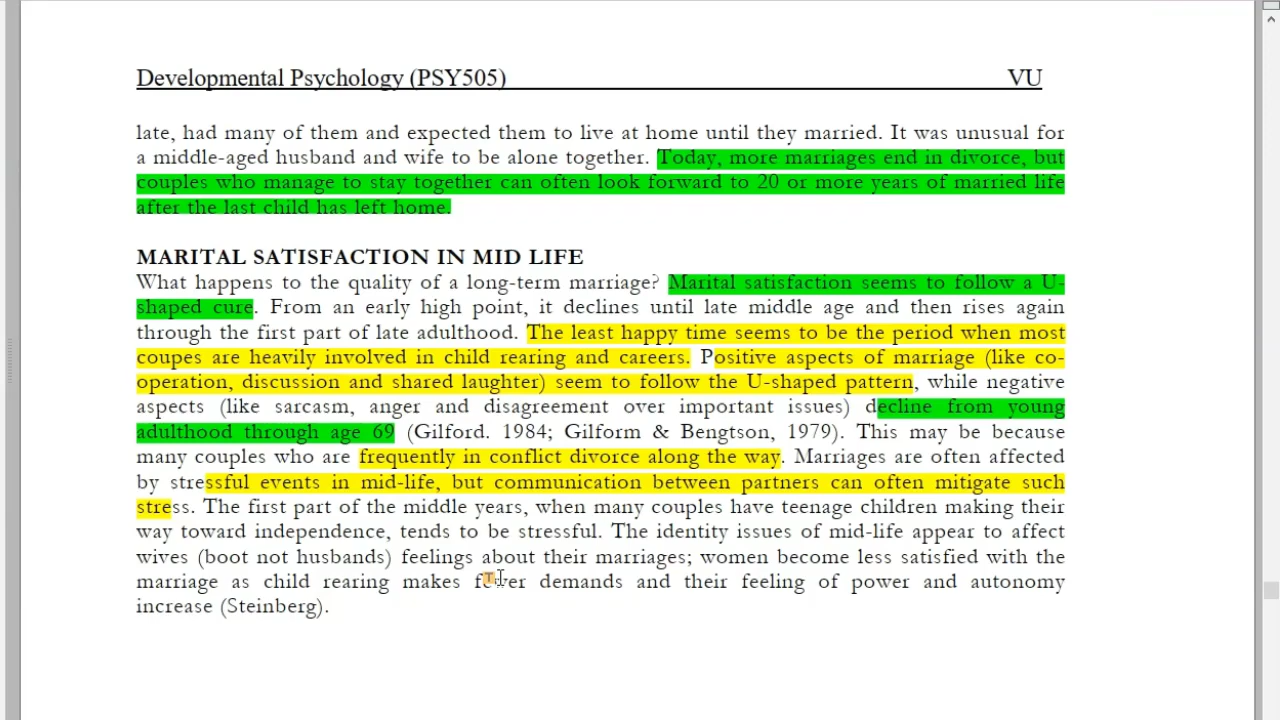 Developmental Psychology (PSY505) VU
late, had many of them and expected them to live at home until they married. It was unusual for
a middle-aged husband and wife to be alone together. Today, more marriages end in divorce, but
couples who manage to stay together can often look forward to 20 or more years of married life
after the last child has left home.
MARITAL SATISFACTION IN MID LIFE
What happens to the quality of a long-term marriage? Marital satisfaction seems to follow a U-
shaped cure. From an early high point, it declines until late middle age and then rises again
through the first part of late adulthood. The least happy time seems to be the period when most
coupes are heavily involved in child rearing and careers. Positive aspects of marriage (like co-
operation, discussion and shared laughter) seem to follow the U-shaped pattern, while negative
aspects (like sarcasm, anger and disagreement over important issues) decline from young
adulthood through age 69 (Gilford. 1984; Gilform & Bengtson, 1979). This may be because
many couples who are frequently in conflict divorce along the way. Marriages are often affected
by stressful events in mid-life, but communication between partners can often mitigate such
stress. The first part of the middle years, when many couples have teenage children making their
way toward independence, tends to be stressful. The identity issues of mid-life appear to affect
wives (boot not husbands) feelings about their marriages; women become less satisfied with the
marriage as child rearing makes fewer demands and their feeling of power and autonomy
increase (Steinberg).